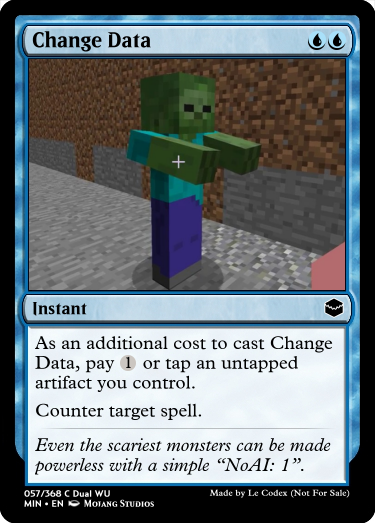 Change Data
Instant
As an additional cost to cast Change
Data, pay 1 or tap an untapped
artifact you control.
Counter target spell.
Even the scariest monsters can be made
powerless with a simple “NoAI: 1”.
057/368 C Dual WU
Made by Le Codex (Not For Sale)
MIN • EN Mojang Studios